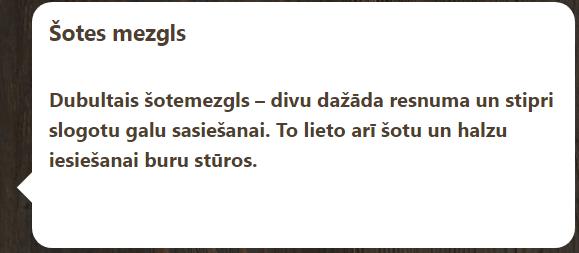 Šotes mezgls
Dubultais šotemezgls – divu dažāda resnuma un stipri
slogotu galu sasiešanai. To lieto arī šotu un halzu
iesiešanai buru stūros.